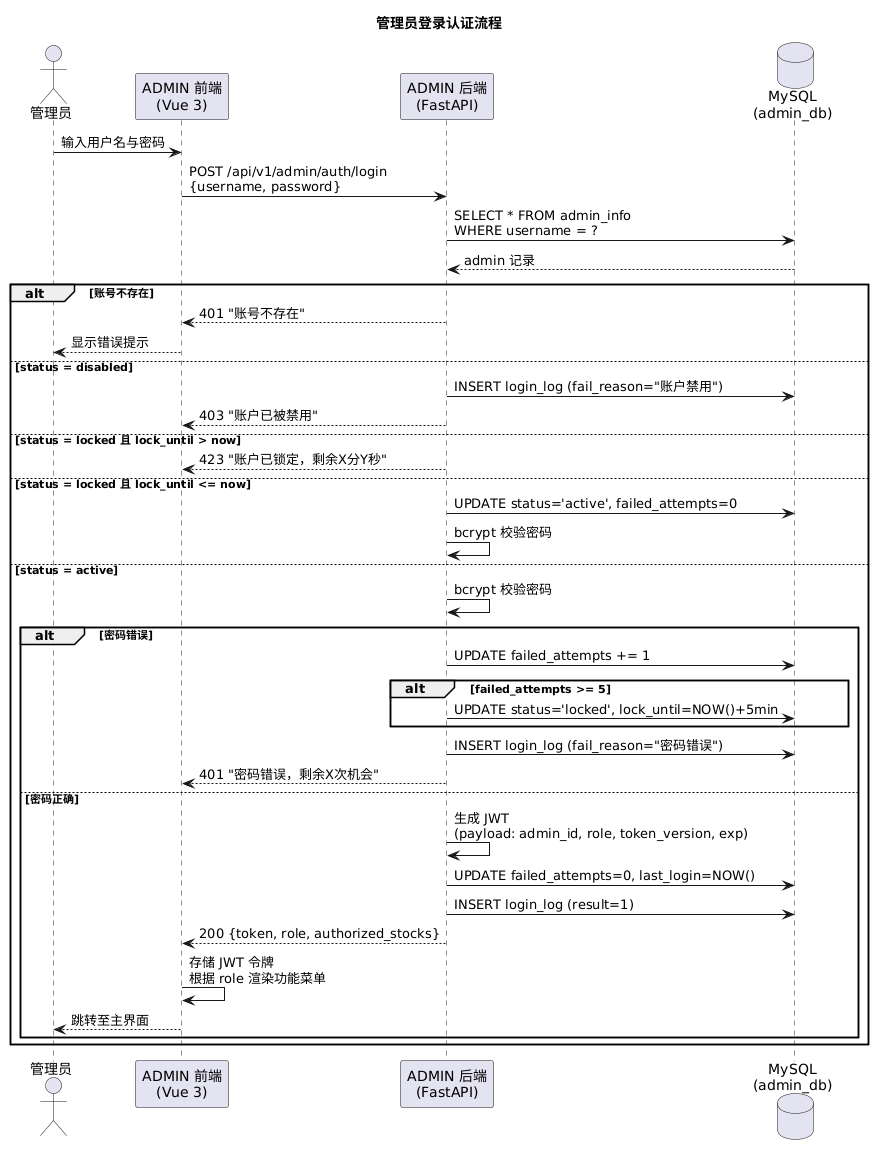 管理员登录认证流程
管理员
ADMIN 前端
(Vue 3)
ADMIN 后端
(FastAPI)
MySQL
(admin_db)
输入用户名与密码
POST /api/v1/admin/auth/login
{username, password}
SELECT * FROM admin_info
WHERE username = ?
admin 记录
alt [账号不存在]
401 "账号不存在"
显示错误提示
[status = disabled]
INSERT login_log (fail_reason="账户禁用")
403 "账户已被禁用"
[status = locked 且 lock_until > now]
423 "账户已锁定，剩余X分Y秒"
[status = locked 且 lock_until <= now]
UPDATE status='active', failed_attempts=0
bcrypt 校验密码
[status = active]
bcrypt 校验密码
alt [密码错误]
UPDATE failed_attempts += 1
alt [failed_attempts >= 5]
UPDATE status='locked', lock_until=NOW()+5min
INSERT login_log (fail_reason="密码错误")
401 "密码错误，剩余X次机会"
[密码正确]
生成 JWT
(payload: admin_id, role, token_version, exp)
UPDATE failed_attempts=0, last_login=NOW()
INSERT login_log (result=1)
200 {token, role, authorized_stocks}
存储 JWT 令牌
根据 role 渲染功能菜单
跳转至主界面
管理员
ADMIN 前端
(Vue 3)
ADMIN 后端
(FastAPI)
MySQL
(admin_db)